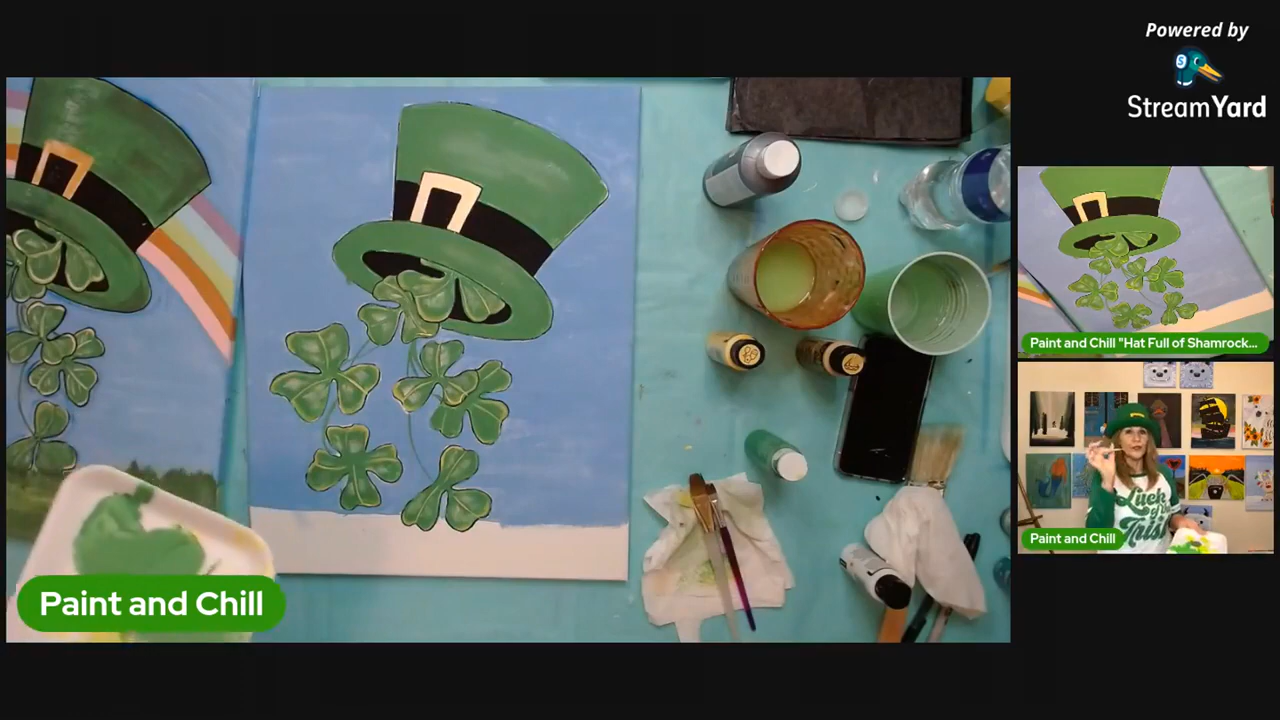 Powered by
StreamYard
Paint and Chill "Hat Full of Shamrock...
Luck
of the
Irish
Paint and Chill
Paint and Chill